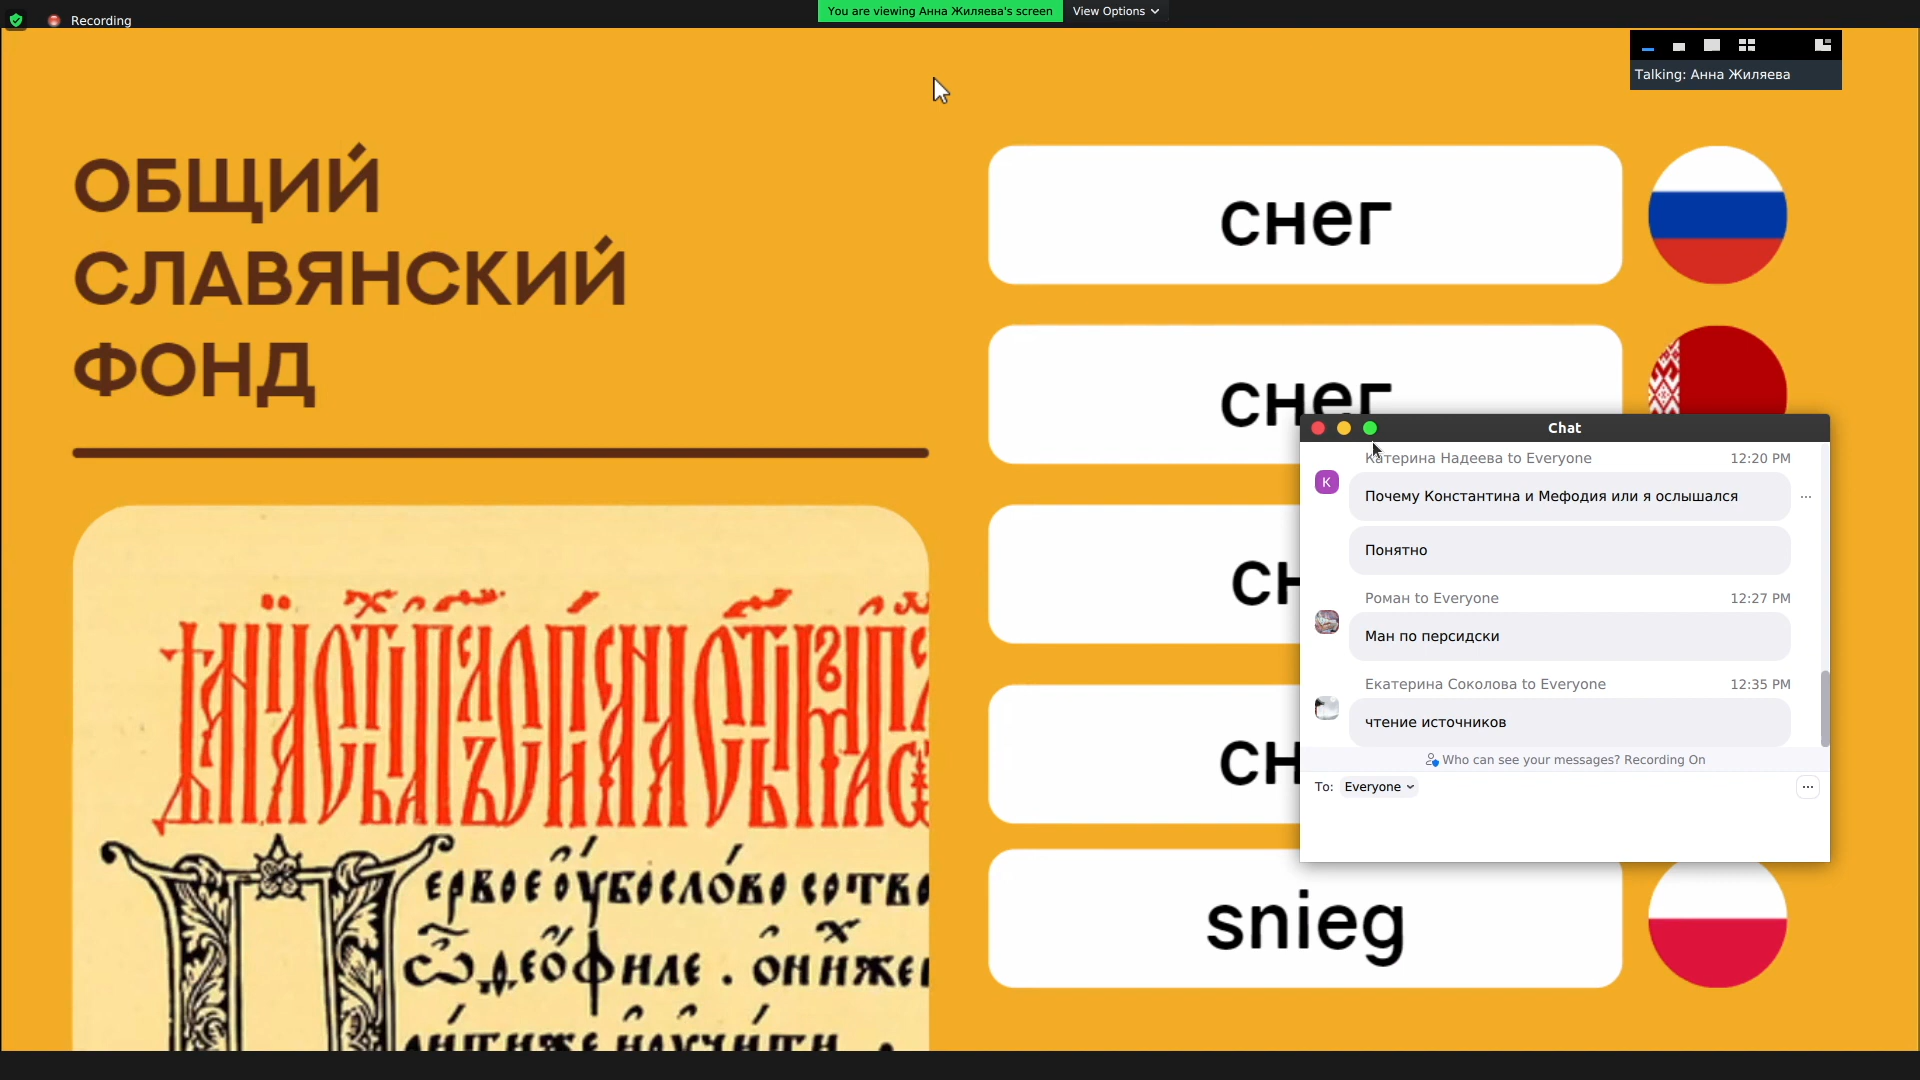 Recording
You are viewing Анна Жиляева's screen
View Options
Talking: Анна Жиляева
ОБЩИЙ
СЛАВЯНСКИЙ
ФОНД
снег
снег
сн
сн
snieg
Chat
Катерина Надеева to Everyone 12:20 PM
K
Почему Константина и Мефодия или я ослышался
Понятно
Роман to Everyone 12:27 PM
Ман по персидски
Екатерина Соколова to Everyone 12:35 PM
чтение источников
Who can see your messages? Recording On
To: Everyone